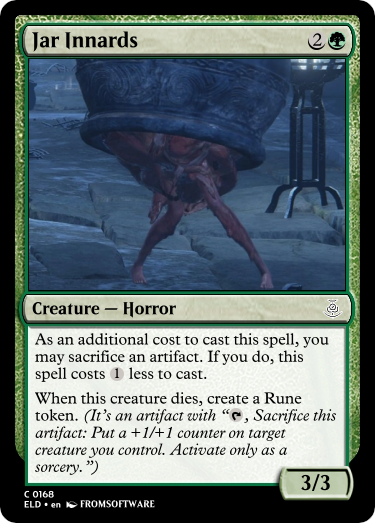 Jar Innards 2
Creature — Horror
As an additional cost to cast this spell, you
may sacrifice an artifact. If you do, this
spell costs 1 less to cast.
When this creature dies, create a Rune
token. (It's an artifact with “, Sacrifice this
artifact: Put a +1/+1 counter on target
creature you control. Activate only as a
sorcery.”)
3/3
C 0168
ELD • en FROMSOFTWARE